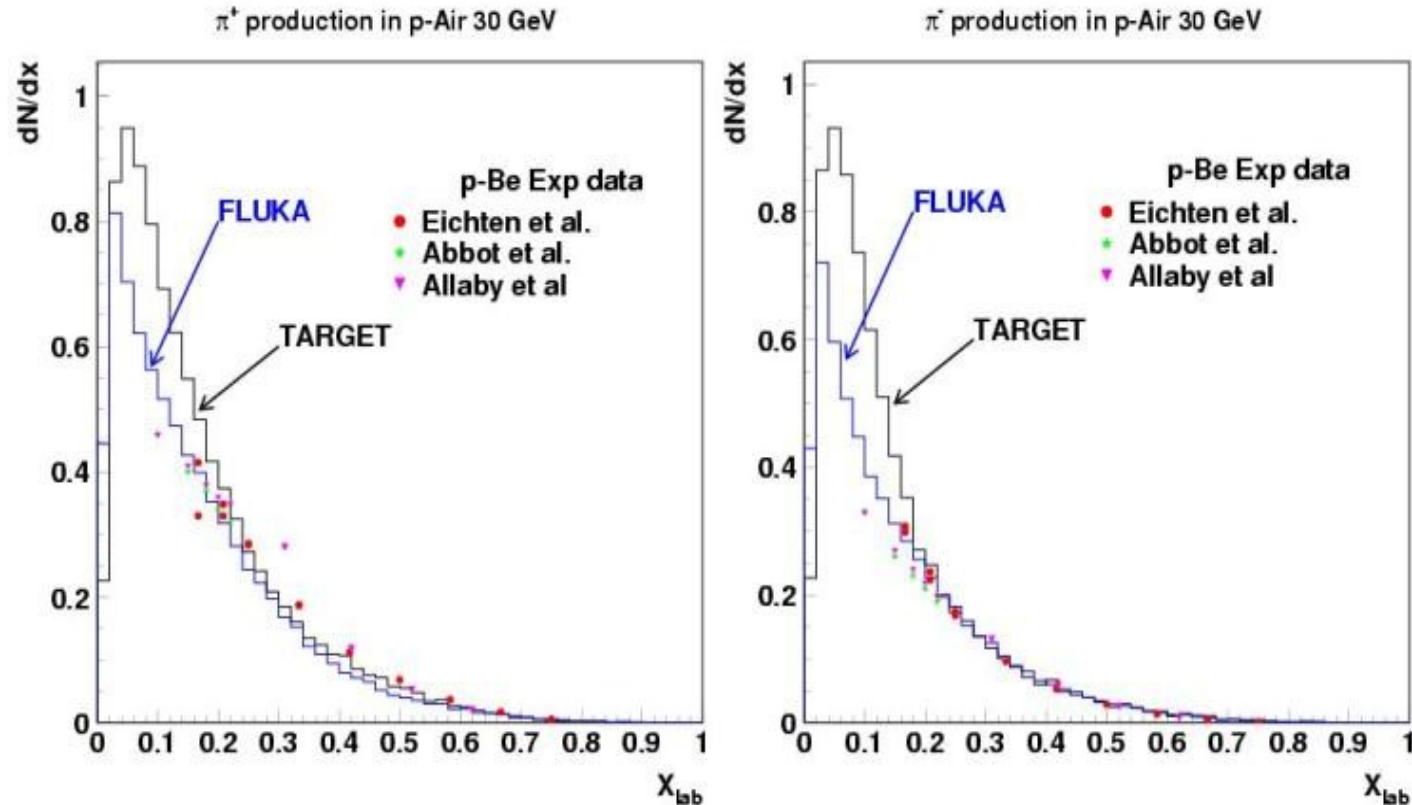 π⁺ production in p-Air 30 GeV
dN/dx
1
0.8
0.6
0.4
0.2
0
p-Be Exp data
FLUKA
Eichten et al.
Abbot et al.
Allaby et al
TARGET
0 0.1 0.2 0.3 0.4 0.5 0.6 0.7 0.8 0.9 1
X_lab
π⁻ production in p-Air 30 GeV
dN/dx
1
0.8
0.6
0.4
0.2
0
p-Be Exp data
FLUKA
Eichten et al.
Abbot et al.
Allaby et al
TARGET
0 0.1 0.2 0.3 0.4 0.5 0.6 0.7 0.8 0.9 1
X_lab